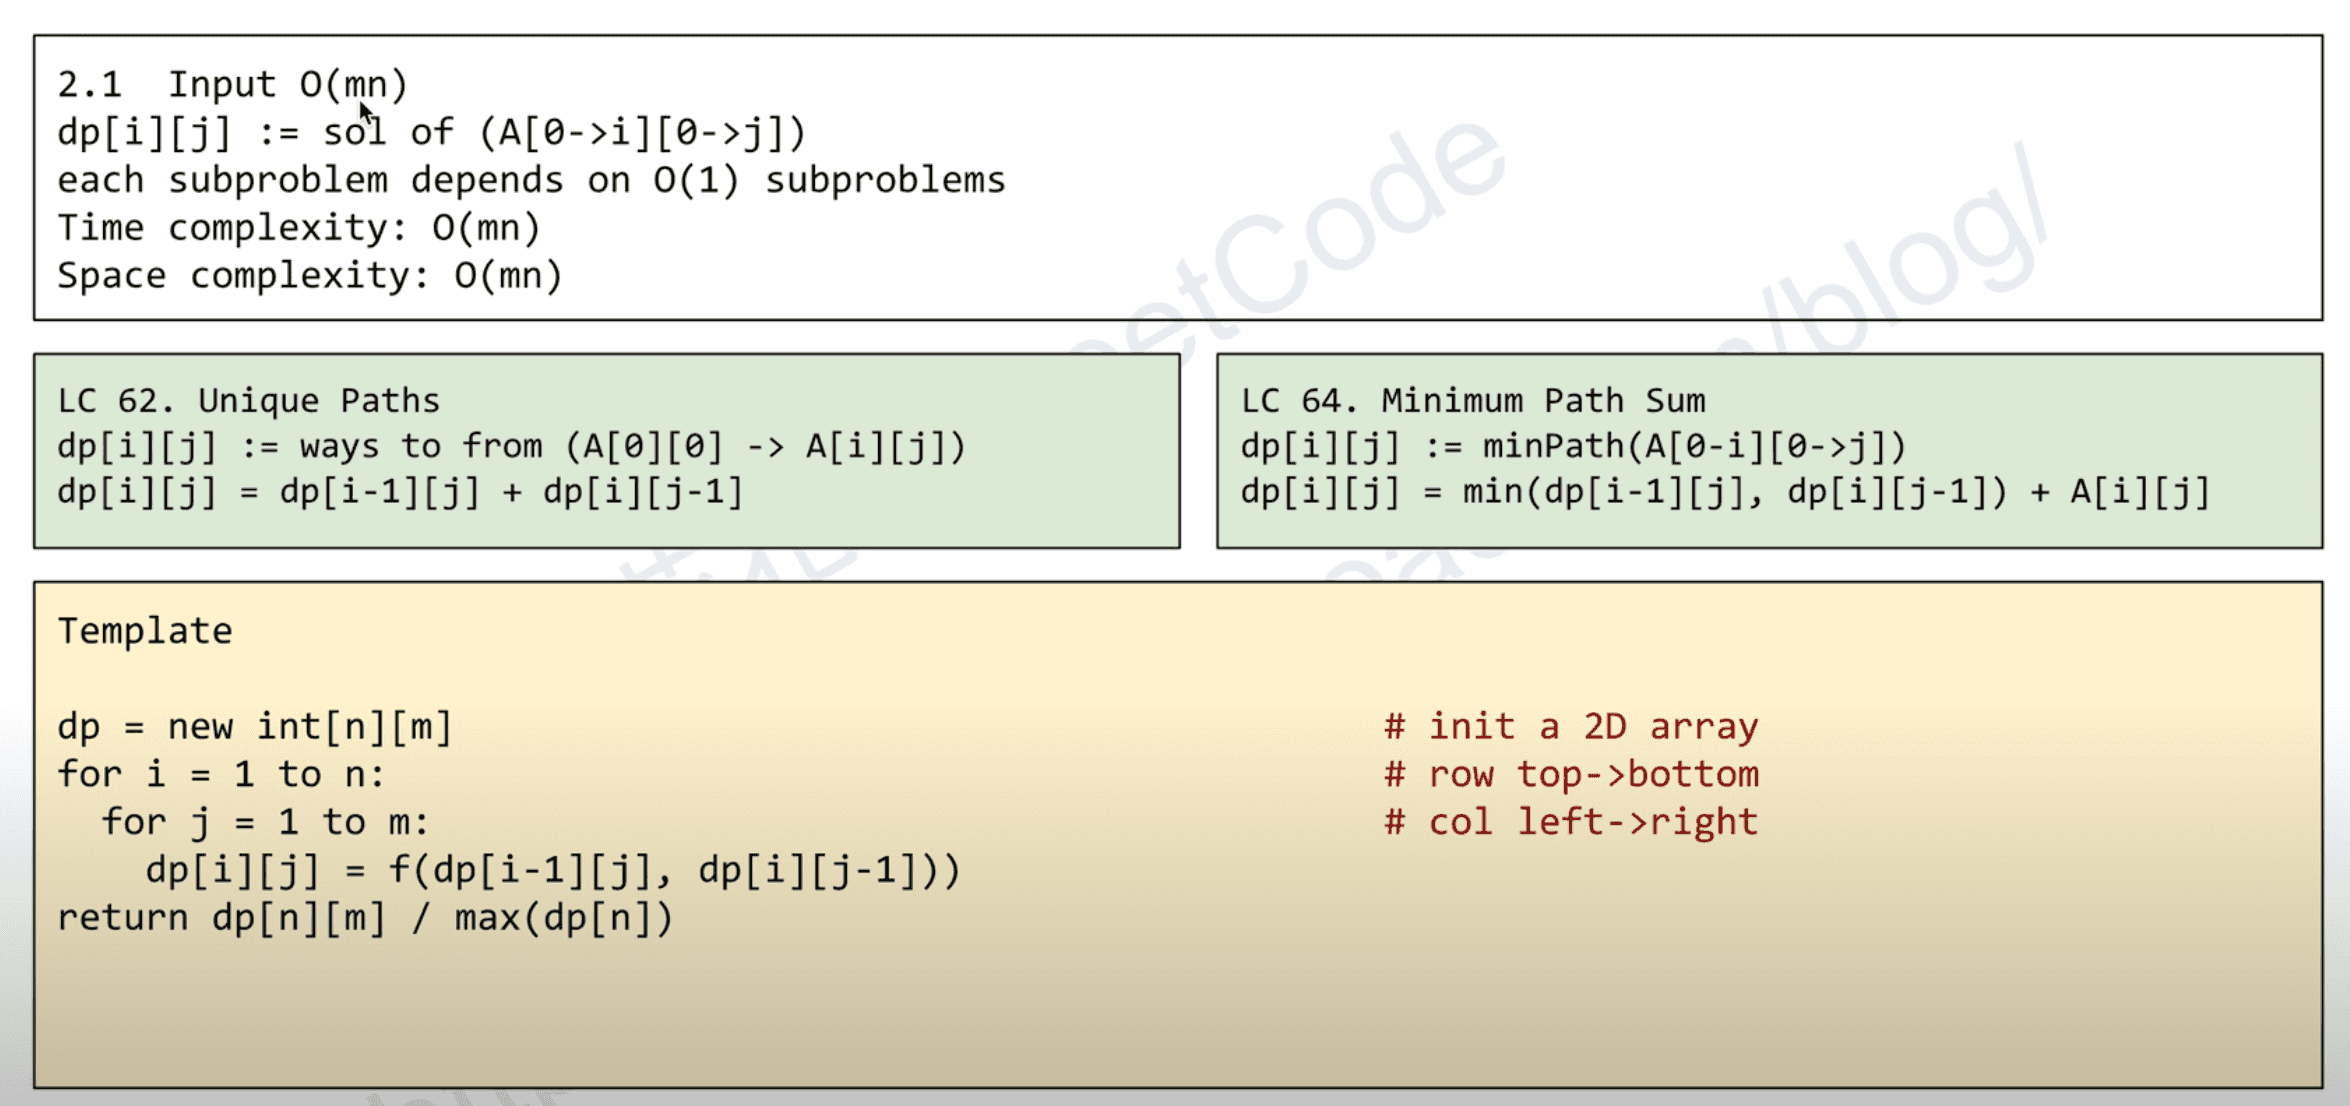 2.1  Input O(mn)
dp[i][j] := sol of (A[0->i][0->j])
each subproblem depends on O(1) subproblems
Time complexity: O(mn)
Space complexity: O(mn)
etCode
/blog/
LC 62. Unique Paths
dp[i][j] := ways to from (A[0][0] -> A[i][j])
dp[i][j] = dp[i-1][j] + dp[i][j-1]
LC 64. Minimum Path Sum
dp[i][j] := minPath(A[0-i][0->j])
dp[i][j] = min(dp[i-1][j], dp[i][j-1]) + A[i][j]
Template
dp = new int[n][m] # init a 2D array
for i = 1 to n: # row top->bottom
  for j = 1 to m: # col left->right
    dp[i][j] = f(dp[i-1][j], dp[i][j-1]))
return dp[n][m] / max(dp[n])